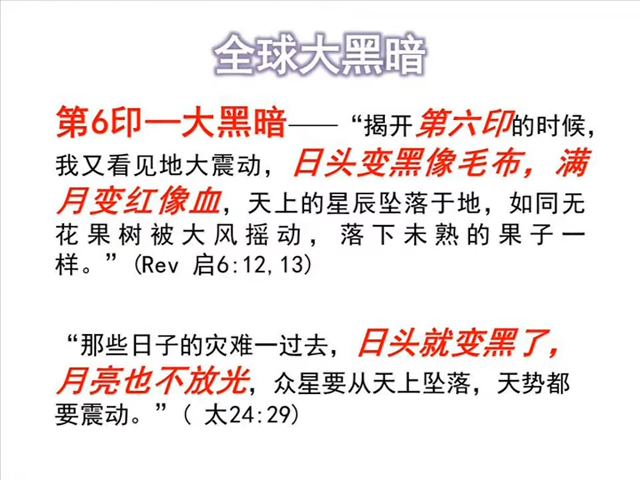 全球大黑暗
第6印—大黑暗——“揭开第六印的时候，
我又看见地大震动，日头变黑像毛布，满
月变红像血，天上的星辰坠落于地，如同无
花果树被大风摇动，落下未熟的果子一
样。”(Rev 启6:12,13)
“那些日子的灾难一过去，日头就变黑了，
月亮也不放光，众星要从天上坠落，天势都
要震动。”( 太24:29)